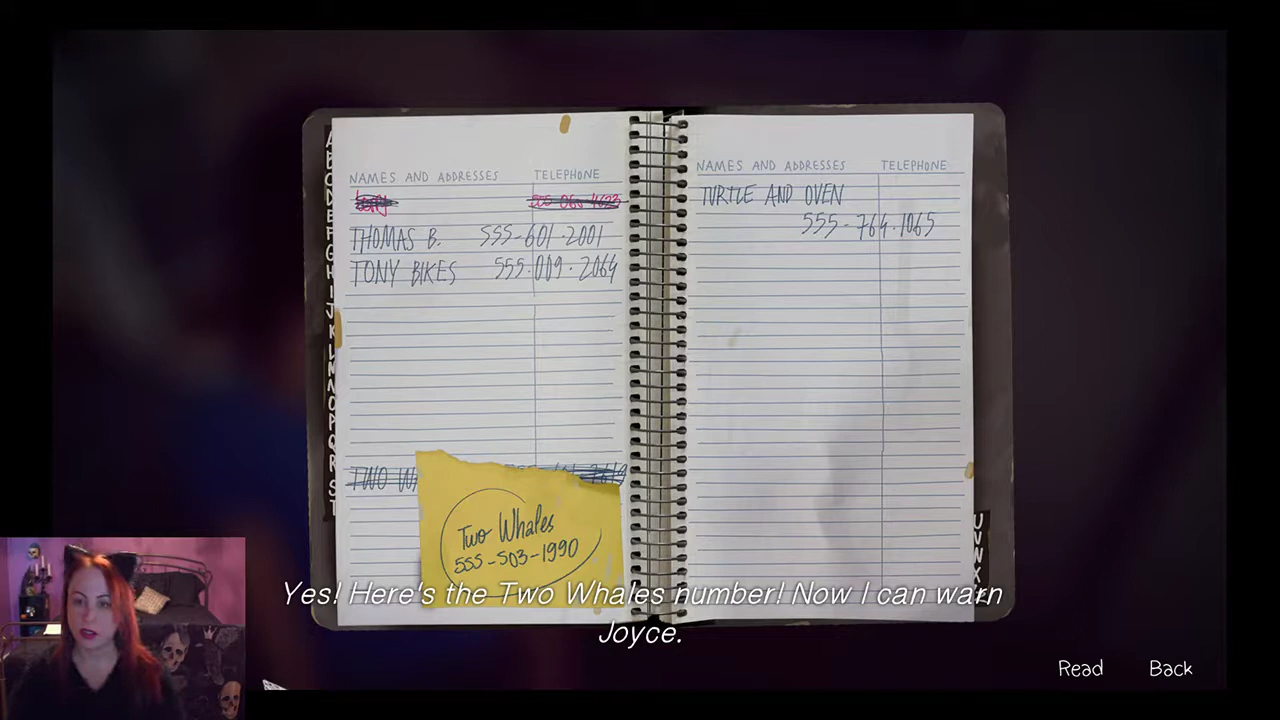 NAMES AND ADDRESSES TELEPHONE
THOMAS B. 555-601-2001
TONY BIKES 555-009-2064
TWO
Two Whales
555-503-1990
NAMES AND ADDRESSES TELEPHONE
TURTLE AND OVEN
555-764-1065
A
B
C
D
E
F
G
H
I
J
K
L
M
N
O
P
Q
R
S
T
U
V
W
X
Yes! Here's the Two Whales number! Now I can warn
Joyce.
Read Back